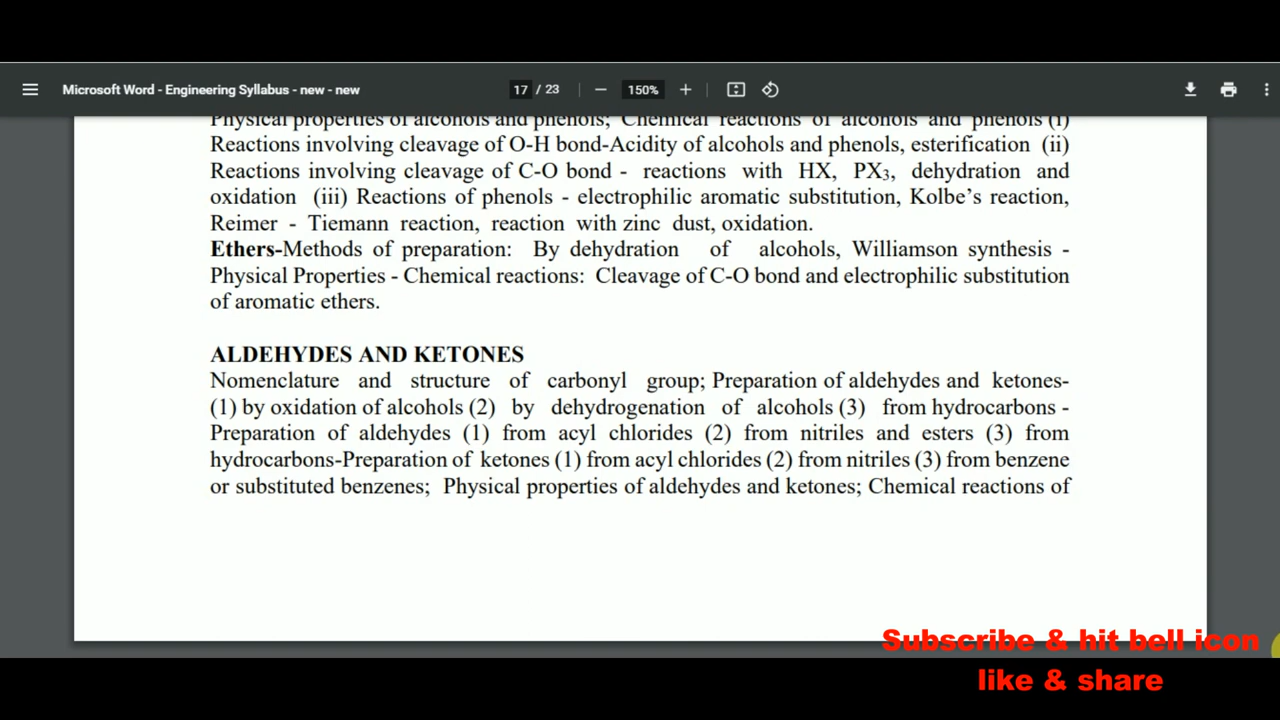 Microsoft Word - Engineering Syllabus - new - new
17 / 23
150%
Physical properties of alcohols and phenols; Chemical reactions of alcohols and phenols (i)
Reactions involving cleavage of O-H bond-Acidity of alcohols and phenols, esterification (ii)
Reactions involving cleavage of C-O bond - reactions with HX, PX₃, dehydration and
oxidation (iii) Reactions of phenols - electrophilic aromatic substitution, Kolbe’s reaction,
Reimer - Tiemann reaction, reaction with zinc dust, oxidation.
Ethers-Methods of preparation: By dehydration of alcohols, Williamson synthesis -
Physical Properties - Chemical reactions: Cleavage of C-O bond and electrophilic substitution
of aromatic ethers.
ALDEHYDES AND KETONES
Nomenclature and structure of carbonyl group; Preparation of aldehydes and ketones-
(1) by oxidation of alcohols (2) by dehydrogenation of alcohols (3) from hydrocarbons -
Preparation of aldehydes (1) from acyl chlorides (2) from nitriles and esters (3) from
hydrocarbons-Preparation of ketones (1) from acyl chlorides (2) from nitriles (3) from benzene
or substituted benzenes; Physical properties of aldehydes and ketones; Chemical reactions of
Subscribe & hit bell icon
like & share